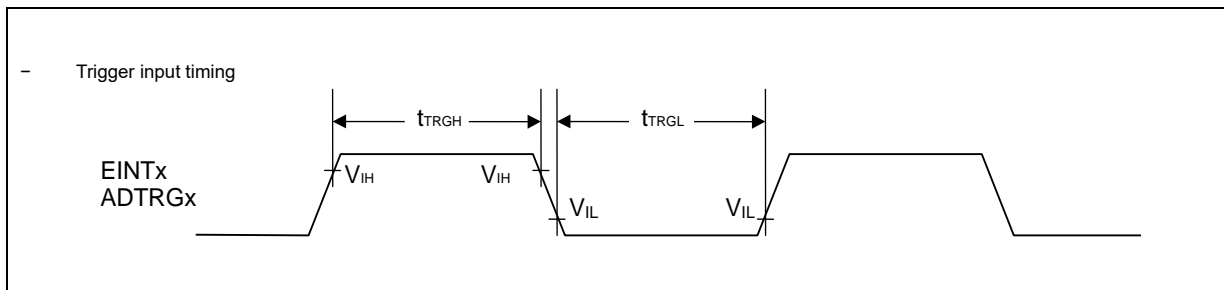 – Trigger input timing
tTRGH
tTRGL
EINTx
ADTRGx
VIH
VIH
VIL
VIL